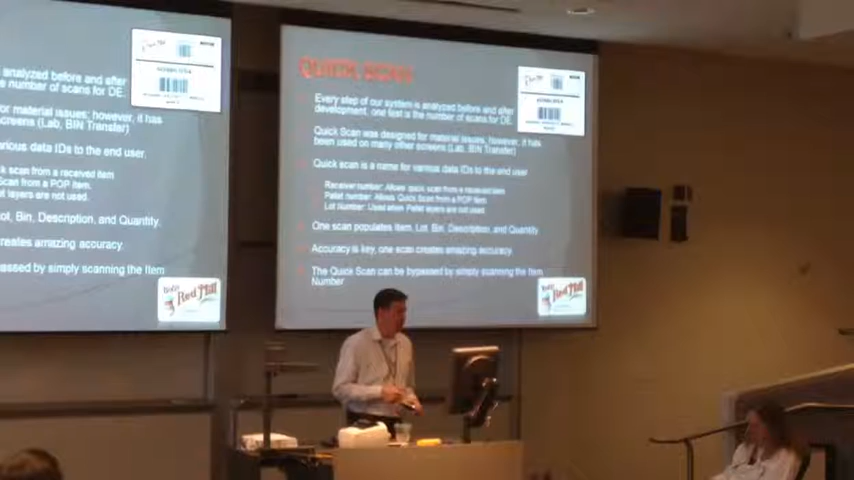 analyzed before and after
number of scans for DE.
for material issues; however, it has
screens (Lab, BIN Transfer)
various data IDs to the end user.
scan from a received item
Scan from a POP item.
layers are not used.
Bin, Description, and Quantity.
creates amazing accuracy.
by simply scanning the Item
Bob's
Red Mill
QUICK SCAN
Every step of our system is analyzed before and after
development, one test is the number of scans for DE.
Quick Scan was designed for material issues; however, it has
been used on many other screens (Lab, BIN Transfer)
Quick scan is a name for various data IDs to the end user
Receiver Number: Allows quick scan from a received item
Pallet number: Allows Quick Scan from a POP item
Lot Number: Used when Pallet layers are not used.
One scan populates Item, Lot, Bin, Description, and Quantity.
Accuracy is key, one scan creates amazing accuracy.
The Quick Scan can be bypassed by simply scanning the Item
Number
Bob's
Red Mill